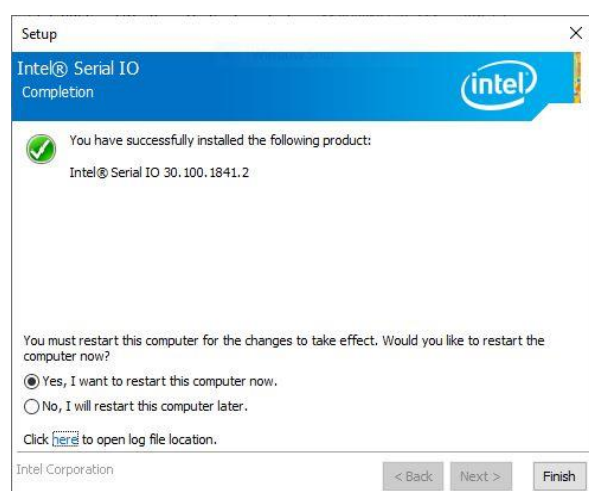 Setup
Intel® Serial IO
Completion
intel
You have successfully installed the following product:
Intel® Serial IO 30.100.1841.2
You must restart this computer for the changes to take effect. Would you like to restart the
computer now?
Yes, I want to restart this computer now.
No, I will restart this computer later.
Click here to open log file location.
Intel Corporation
< Back Next > Finish